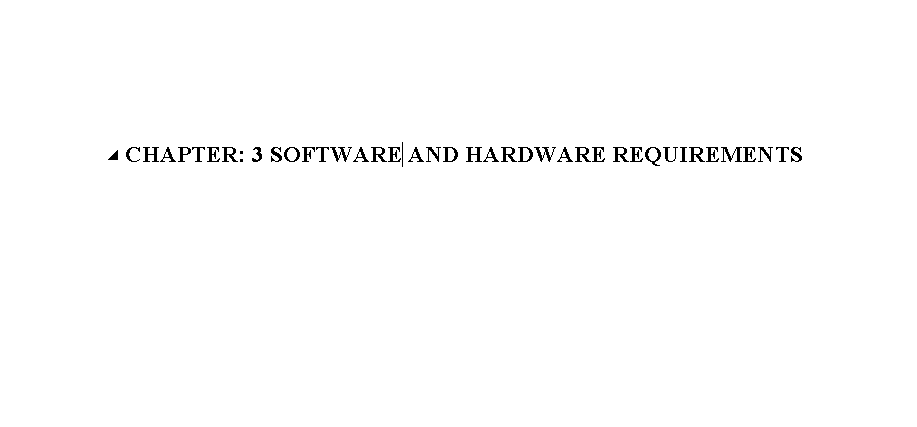 CHAPTER: 3 SOFTWARE AND HARDWARE REQUIREMENTS